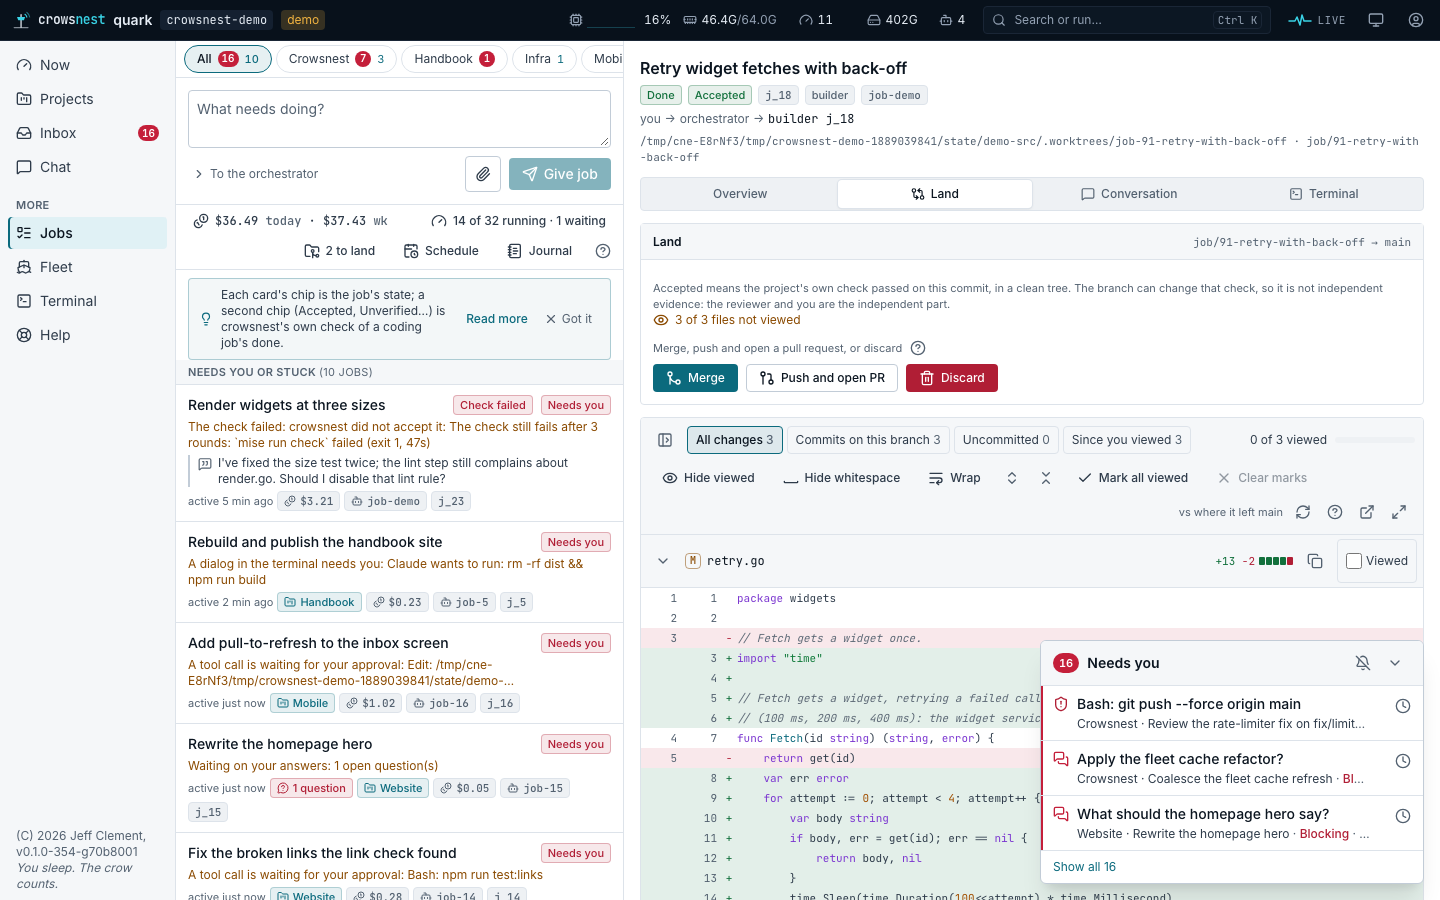 crowsnest quark crowsnest-demo demo 16% 46.4G/64.0G 11 402G 4 Search or run... Ctrl K LIVE
Now
Projects
Inbox 16
Chat
MORE
Jobs
Fleet
Terminal
Help
(C) 2026 Jeff Clement,
v0.1.0-354-g70b8001
You sleep. The crow
counts.
All 16 10 Crowsnest 7 3 Handbook 1 Infra 1 Mobi
What needs doing?
To the orchestrator Give job
$36.49 today · $37.43 wk 14 of 32 running · 1 waiting
2 to land Schedule Journal
Each card's chip is the job's state; a
second chip (Accepted, Unverified...) is
crowsnest's own check of a coding
job's done.
Read more Got it
NEEDS YOU OR STUCK (10 JOBS)
Render widgets at three sizes Check failed Needs you
The check failed: crowsnest did not accept it: The check still fails after 3
rounds: `mise run check` failed (exit 1, 47s)
I've fixed the size test twice; the lint step still complains about
render.go. Should I disable that lint rule?
active 5 min ago $3.21 job-demo j_23
Rebuild and publish the handbook site Needs you
A dialog in the terminal needs you: Claude wants to run: rm -rf dist &&
npm run build
active 2 min ago Handbook $0.23 job-5 j_5
Add pull-to-refresh to the inbox screen Needs you
A tool call is waiting for your approval: Edit: /tmp/cne-
E8rNf3/tmp/crowsnest-demo-1889039841/state/demo-...
active just now Mobile $1.02 job-16 j_16
Rewrite the homepage hero Needs you
Waiting on your answers: 1 open question(s)
active just now 1 question Website $0.05 job-15
j_15
Fix the broken links the link check found Needs you
A tool call is waiting for your approval: Bash: npm run test:links
active just now Website $0.28 job-14 j_14
Retry widget fetches with back-off
Done Accepted j_18 builder job-demo
you → orchestrator → builder j_18
/tmp/cne-E8rNf3/tmp/crowsnest-demo-1889039841/state/demo-src/.worktrees/job-91-retry-with-back-off · job/91-retry-with
-back-off
Overview Land Conversation Terminal
Land job/91-retry-with-back-off → main
Accepted means the project's own check passed on this commit, in a clean tree. The branch can change that check, so it is not independent
evidence: the reviewer and you are the independent part.
3 of 3 files not viewed
Merge, push and open a pull request, or discard
Merge Push and open PR Discard
All changes 3 Commits on this branch 3 Uncommitted 0 Since you viewed 3 0 of 3 viewed
Hide viewed Hide whitespace Wrap Mark all viewed Clear marks
vs where it left main
M retry.go +13 -2 Viewed
1 1 package widgets
2 2
3 - // Fetch gets a widget once.
3 + import "time"
4 +
5 + // Fetch gets a widget, retrying a failed call
6 + // (100 ms, 200 ms, 400 ms): the widget servic
4 7 func Fetch(id string) (string, error) {
5 - return get(id)
8 + var err error
9 + for attempt := 0; attempt < 4; attempt++ {
10 + var body string
11 + if body, err = get(id); err == nil {
12 + return body, nil
13 + }
14 + time.Sleep(time.Duration(100<<attempt) * time.Millisecond)
16 Needs you
Bash: git push --force origin main
Crowsnest · Review the rate-limiter fix on fix/limit...
Apply the fleet cache refactor?
Crowsnest · Coalesce the fleet cache refresh · Bl...
What should the homepage hero say?
Website · Rewrite the homepage hero · Blocking · ...
Show all 16